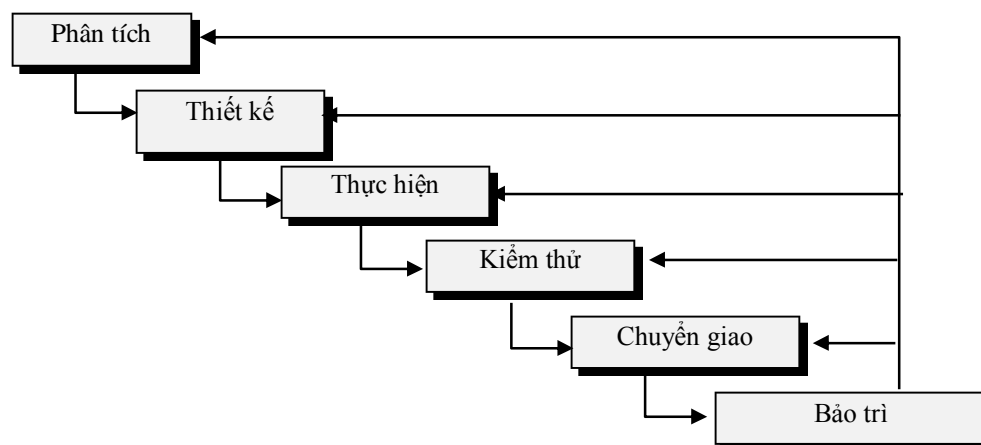 Phân tích
Thiết kế
Thực hiện
Kiểm thử
Chuyển giao
Bảo trì